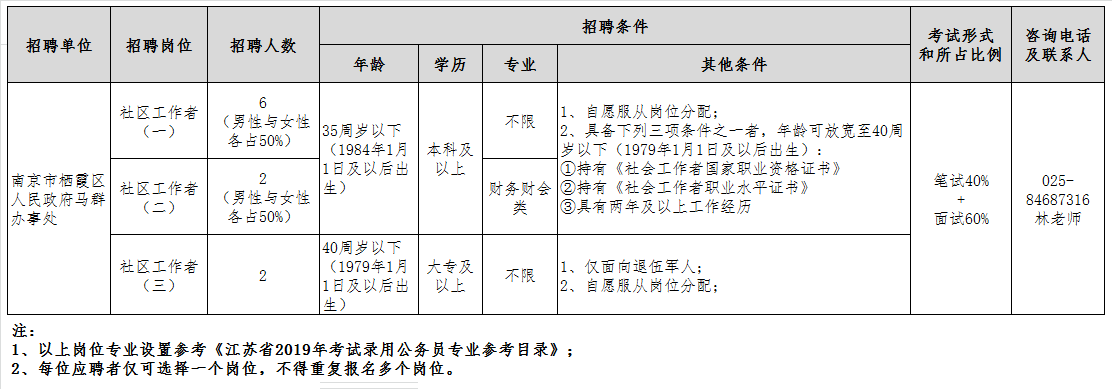 招聘单位
招聘岗位
招聘人数
招聘条件
年龄
学历
专业
其他条件
考试形式
和所占比例
咨询电话
及联系人
南京市栖霞区
人民政府马群
办事处
社区工作者
（一）
6
（男性与女性
各占50%）
35周岁以下
（1984年1月
1日及以后出
生）
本科及
以上
不限
1、自愿服从岗位分配；
2、具备下列三项条件之一者，年龄可放宽至40周
岁以下（1979年1月1日及以后出生）：
①持有《社会工作者国家职业资格证书》
②持有《社会工作者职业水平证书》
③具有两年及以上工作经历
笔试40%
+
面试60%
025-
84687316
林老师
社区工作者
（二）
2
（男性与女性
各占50%）
财务财会
类
社区工作者
（三）
2
40周岁以下
（1979年1月
1日及以后出
生）
大专及
以上
不限
1、仅面向退伍军人；
2、自愿服从岗位分配；
注：
1、以上岗位专业设置参考《江苏省2019年考试录用公务员专业参考目录》；
2、每位应聘者仅可选择一个岗位，不得重复报名多个岗位。